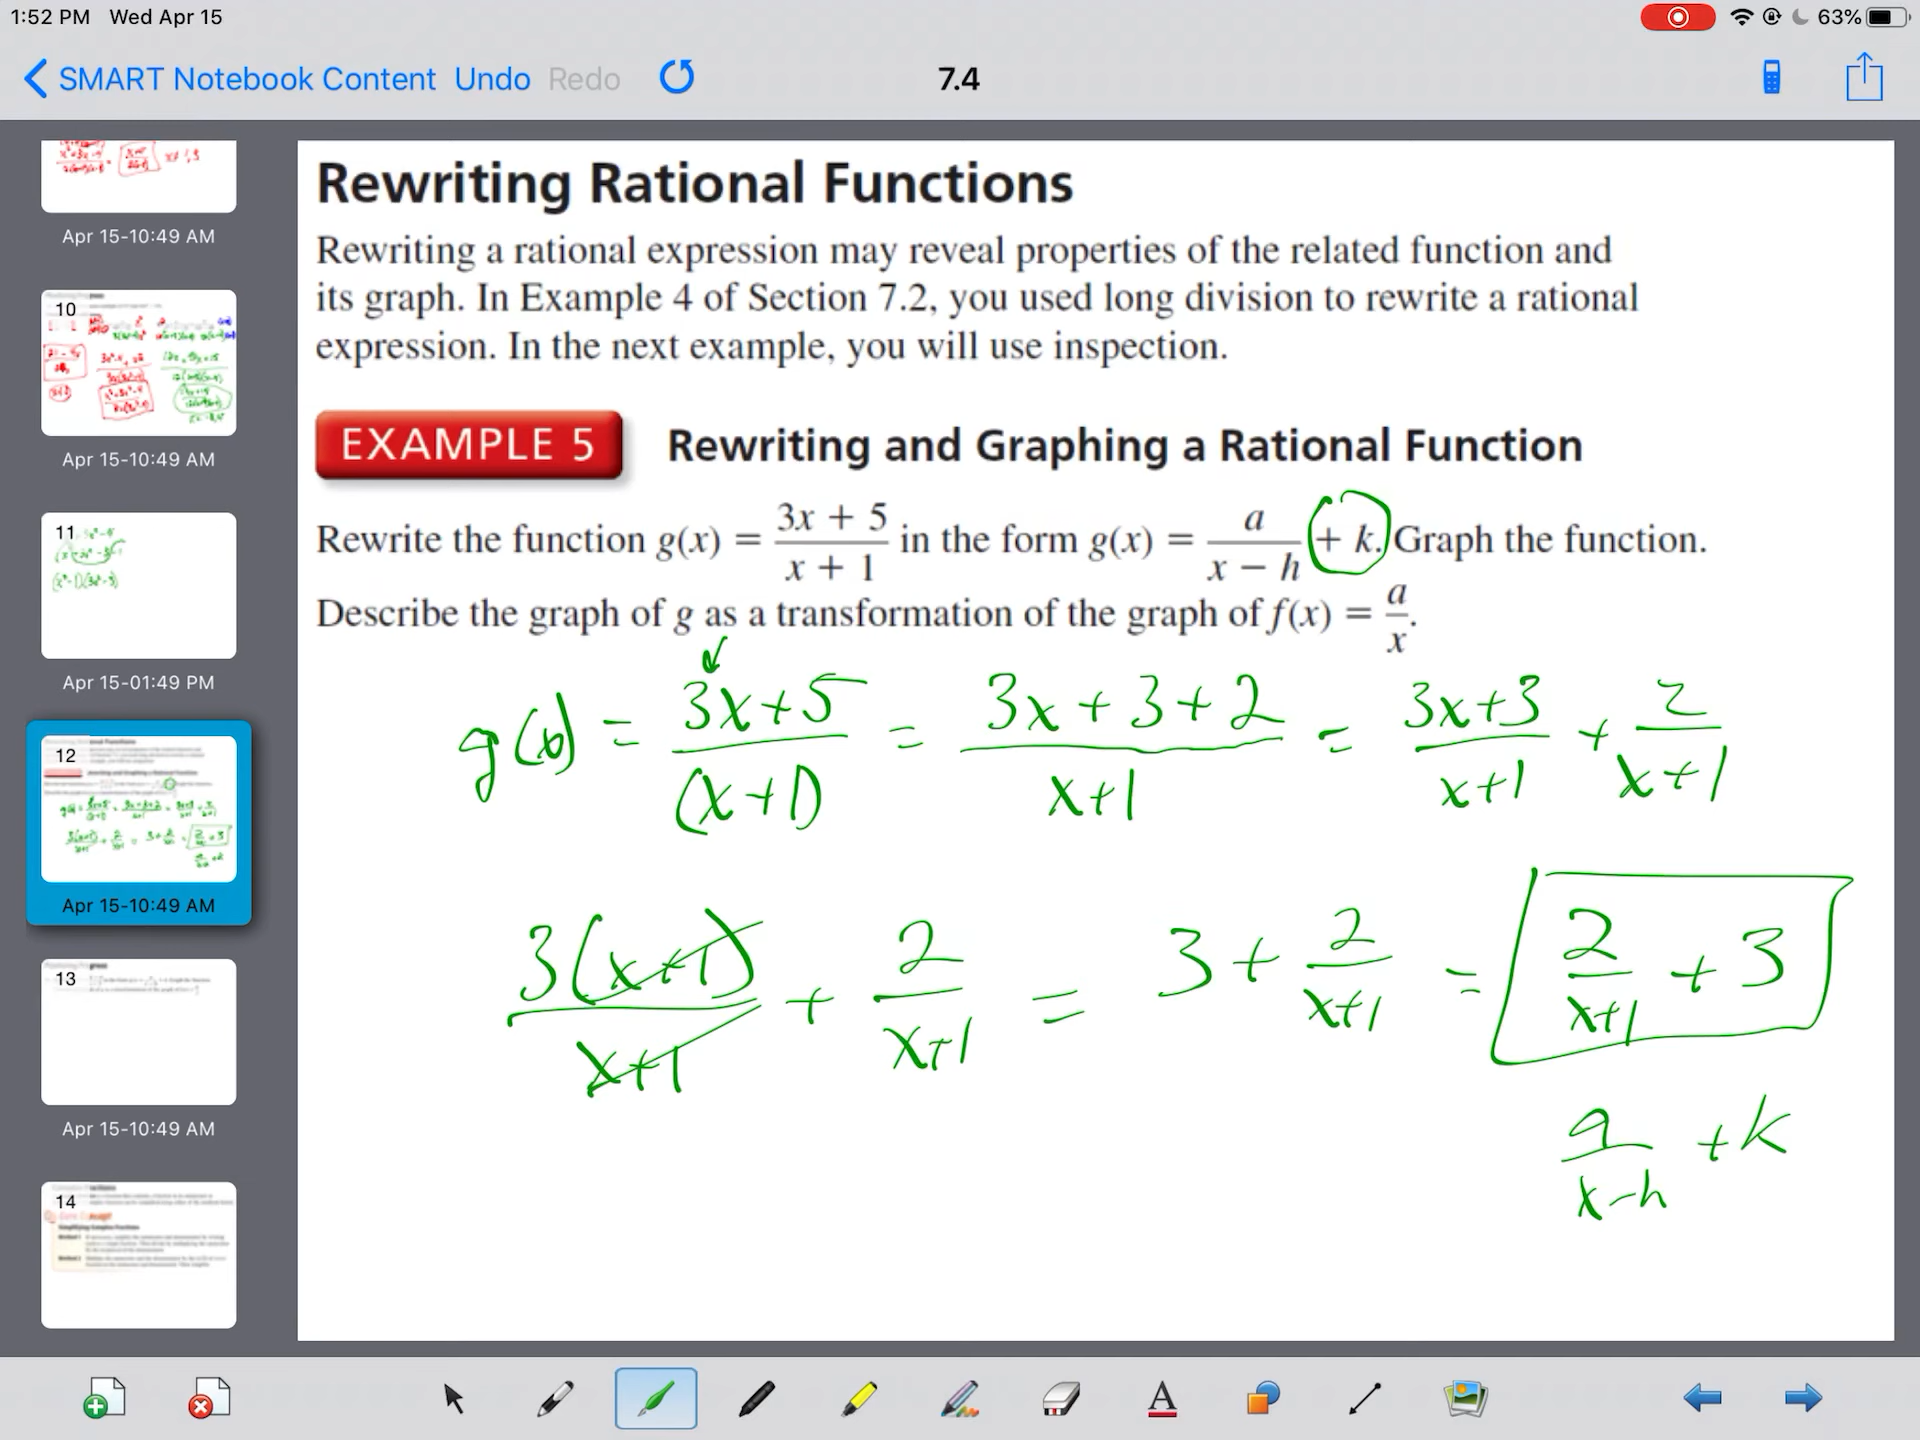 1:52 PM Wed Apr 15
63%
SMART Notebook Content Undo Redo
7.4
Apr 15-10:49 AM
10
Apr 15-10:49 AM
11
Apr 15-01:49 PM
12
Apr 15-10:49 AM
13
Apr 15-10:49 AM
14
Rewriting Rational Functions
Rewriting a rational expression may reveal properties of the related function and
its graph. In Example 4 of Section 7.2, you used long division to rewrite a rational
expression. In the next example, you will use inspection.
EXAMPLE 5 Rewriting and Graphing a Rational Function
Rewrite the function g(x) = (3x + 5)/(x + 1) in the form g(x) = a/(x − h) + k. Graph the function.
Describe the graph of g as a transformation of the graph of f(x) = a/x.
g(x) = (3x+5)/(x+1) = (3x+3+2)/(x+1) = (3x+3)/(x+1) + 2/(x+1)
3(x+1)/(x+1) + 2/(x+1) = 3 + 2/(x+1) = 2/(x+1) + 3
a/(x-h) + k
A